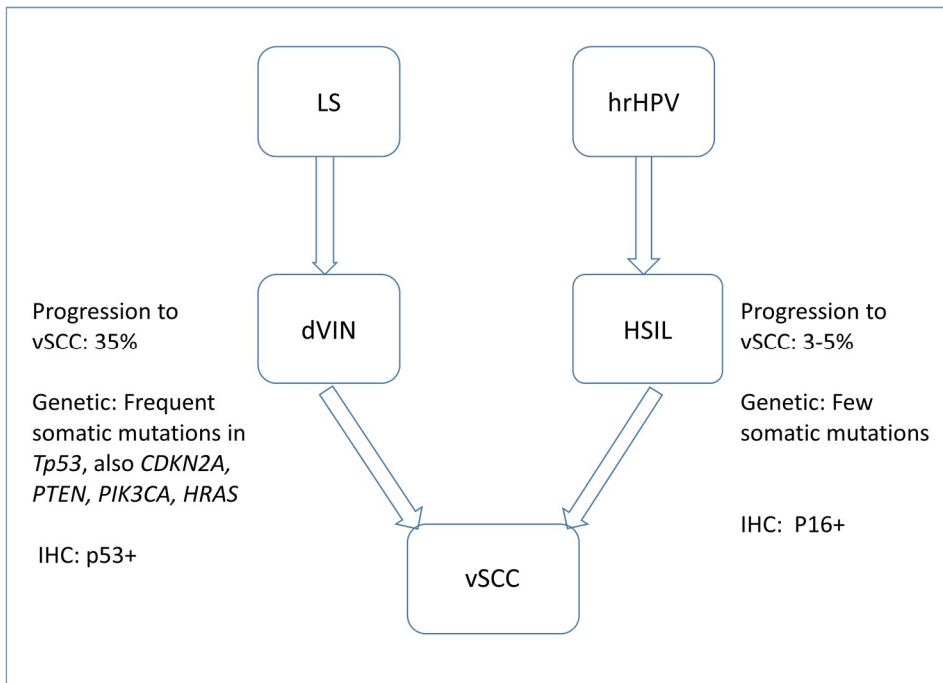 LS
hrHPV
Progression to
vSCC: 35%
dVIN
HSIL
Progression to
vSCC: 3-5%
Genetic: Frequent
somatic mutations in
Tp53, also CDKN2A,
PTEN, PIK3CA, HRAS
Genetic: Few
somatic mutations
IHC: p53+
IHC: P16+
vSCC